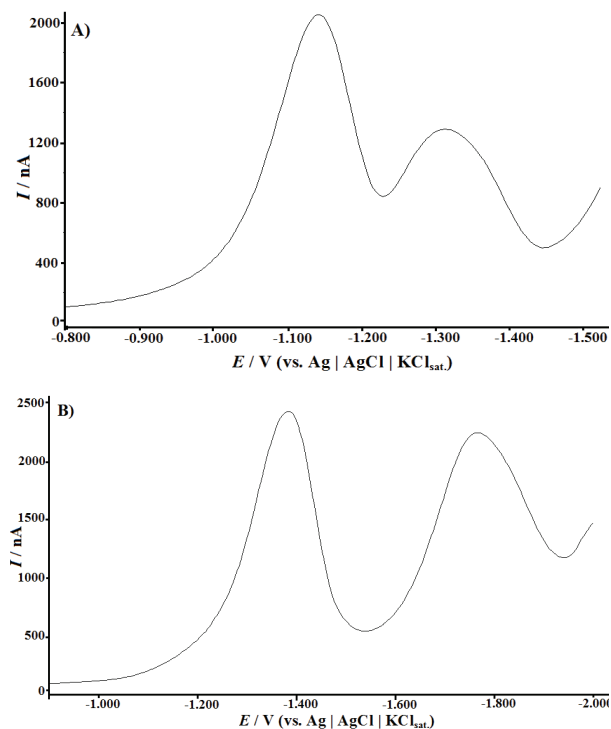 A)
2000
1600
1200
800
400
0
I / nA
-0.800 -0.900 -1.000 -1.100 -1.200 -1.300 -1.400 -1.500
E / V (vs. Ag | AgCl | KClsat.)
B)
2500
2000
1500
1000
500
0
I / nA
-1.000 -1.200 -1.400 -1.600 -1.800 -2.000
E / V (vs. Ag | AgCl | KClsat.)